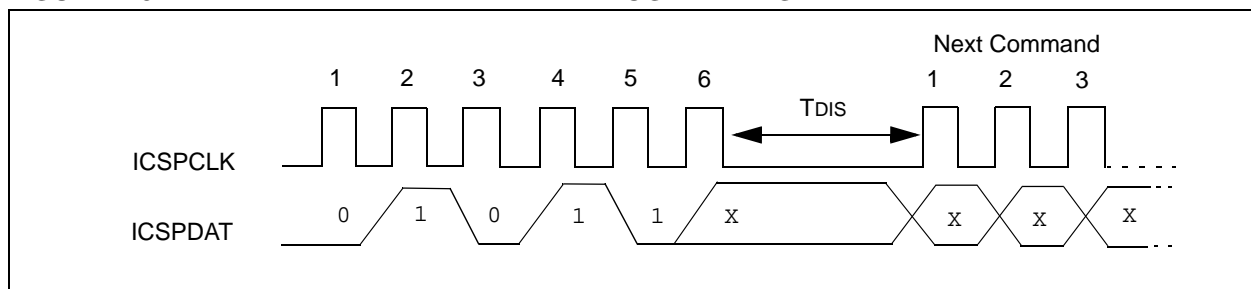 Next Command
1 2 3 4 5 6 1 2 3
TDIS
ICSPCLK
0 1 0 1 1 x x x x
ICSPDAT